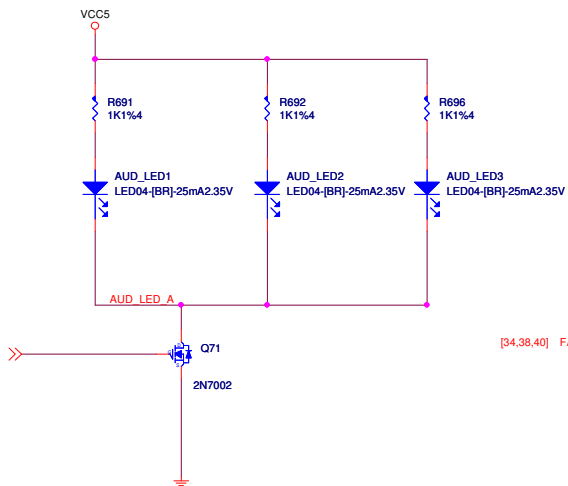 VCC5
R691
1K1%4
R692
1K1%4
R696
1K1%4
AUD_LED1
LED04-[BR]-25mA2.35V
AUD_LED2
LED04-[BR]-25mA2.35V
AUD_LED3
LED04-[BR]-25mA2.35V
AUD_LED_A
Q71
[34,38,40]
2N7002